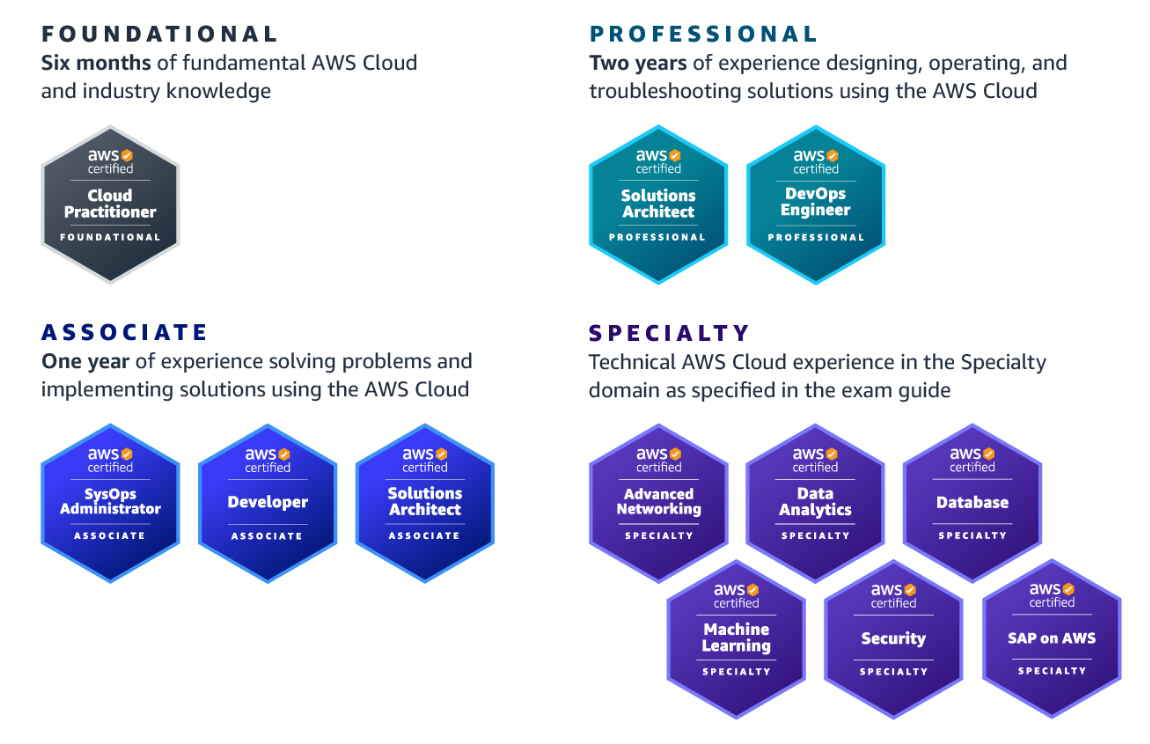 FOUNDATIONAL
Six months of fundamental AWS Cloud
and industry knowledge
aws
certified
Cloud
Practitioner
FOUNDATIONAL
PROFESSIONAL
Two years of experience designing, operating, and
troubleshooting solutions using the AWS Cloud
aws
certified
Solutions
Architect
PROFESSIONAL
aws
certified
DevOps
Engineer
PROFESSIONAL
ASSOCIATE
One year of experience solving problems and
implementing solutions using the AWS Cloud
aws
certified
SysOps
Administrator
ASSOCIATE
aws
certified
Developer
ASSOCIATE
aws
certified
Solutions
Architect
ASSOCIATE
SPECIALTY
Technical AWS Cloud experience in the Specialty
domain as specified in the exam guide
aws
certified
Advanced
Networking
SPECIALTY
aws
certified
Data
Analytics
SPECIALTY
aws
certified
Database
SPECIALTY
aws
certified
Machine
Learning
SPECIALTY
aws
certified
Security
SPECIALTY
aws
certified
SAP on AWS
SPECIALTY